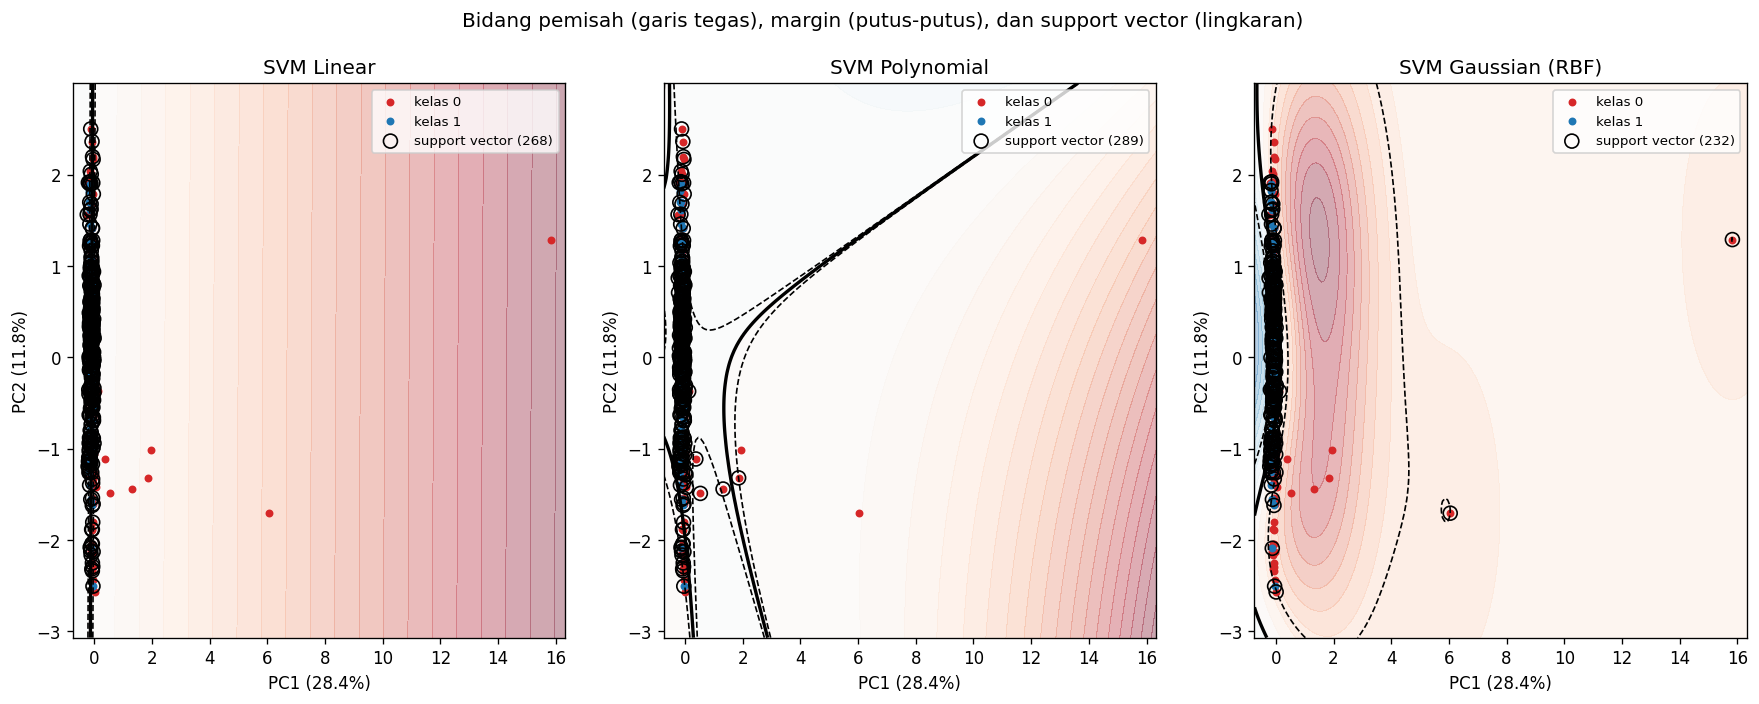 Bidang pemisah (garis tegas), margin (putus-putus), dan support vector (lingkaran)
SVM Linear
kelas 0
kelas 1
support vector (268)
2
1
0
−1
−2
−3
PC2 (11.8%)
0 2 4 6 8 10 12 14 16
PC1 (28.4%)
SVM Polynomial
kelas 0
kelas 1
support vector (289)
2
1
0
−1
−2
−3
PC2 (11.8%)
0 2 4 6 8 10 12 14 16
PC1 (28.4%)
SVM Gaussian (RBF)
kelas 0
kelas 1
support vector (232)
2
1
0
−1
−2
−3
PC2 (11.8%)
0 2 4 6 8 10 12 14 16
PC1 (28.4%)